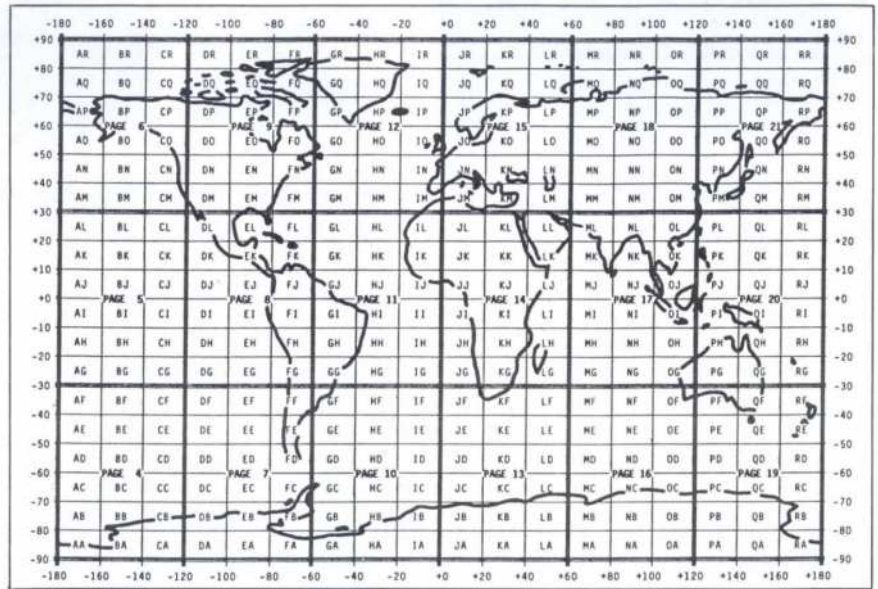 -180 -160 -140 -120 -100 -80 -60 -40 -20 +0 +20 +40 +60 +80 +100 +120 +140 +160 +180
+90 +90
AR BR CR DR ER FR GR HR IR JR KR LR MR NR OR PR QR RR
+80 +80
AQ BQ CQ DQ EQ FQ GQ HQ IQ JQ KQ LQ MQ NQ OQ PQ QQ RQ
+70 +70
AP BP CP DP EP FP GP HP IP JP KP LP MP NP OP PP QP RP
+60 PAGE 6 PAGE 9 PAGE 12 PAGE 15 PAGE 18 PAGE 21 +60
AO BO CO DO EO FO GO HO IO JO KO LO MO NO OO PO QO RO
+50 +50
AN BN CN DN EN FN GN HN IN JN KN LN MN NN ON PN QN RN
+40 +40
AM BM CM DM EM FM GM HM IM JM KM LM MM NM OM PM QM RM
+30 +30
AL BL CL DL EL FL GL HL IL JL KL LL ML NL OL PL QL RL
+20 +20
AK BK CK DK EK FK GK HK IK JK KK LK MK NK OK PK QK RK
+10 +10
AJ BJ CJ DJ EJ FJ GJ HJ IJ JJ KJ LJ MJ NJ OJ PJ QJ RJ
+0 PAGE 5 PAGE 8 PAGE 11 PAGE 14 PAGE 17 PAGE 20 +0
AI BI CI DI EI FI GI HI II JI KI LI MI NI OI PI QI RI
-10 -10
AH BH CH DH EH FH GH HH IH JH KH LH MH NH OH PH QH RH
-20 -20
AG BG CG DG EG FG GG HG IG JG KG LG MG NG OG PG QG RG
-30 -30
AF BF CF DF EF FF GF HF IF JF KF LF MF NF OF PF QF RF
-40 -40
AE BE CE DE EE FE GE HE IE JE KE LE ME NE OE PE QE RE
-50 -50
AD BD CD DD ED FD GD HD ID JD KD LD MD ND OD PD QD RD
-60 PAGE 4 PAGE 7 PAGE 10 PAGE 13 PAGE 16 PAGE 19 -60
AC BC CC DC EC FC GC HC IC JC KC LC MC NC OC PC QC RC
-70 -70
AB BB CB DB EB FB GB HB IB JB KB LB MB NB OB PB QB RB
-80 -80
AA BA CA DA EA FA GA HA IA JA KA LA MA NA OA PA QA RA
-90 -90
-180 -160 -140 -120 -100 -80 -60 -40 -20 +0 +20 +40 +60 +80 +100 +120 +140 +160 +180